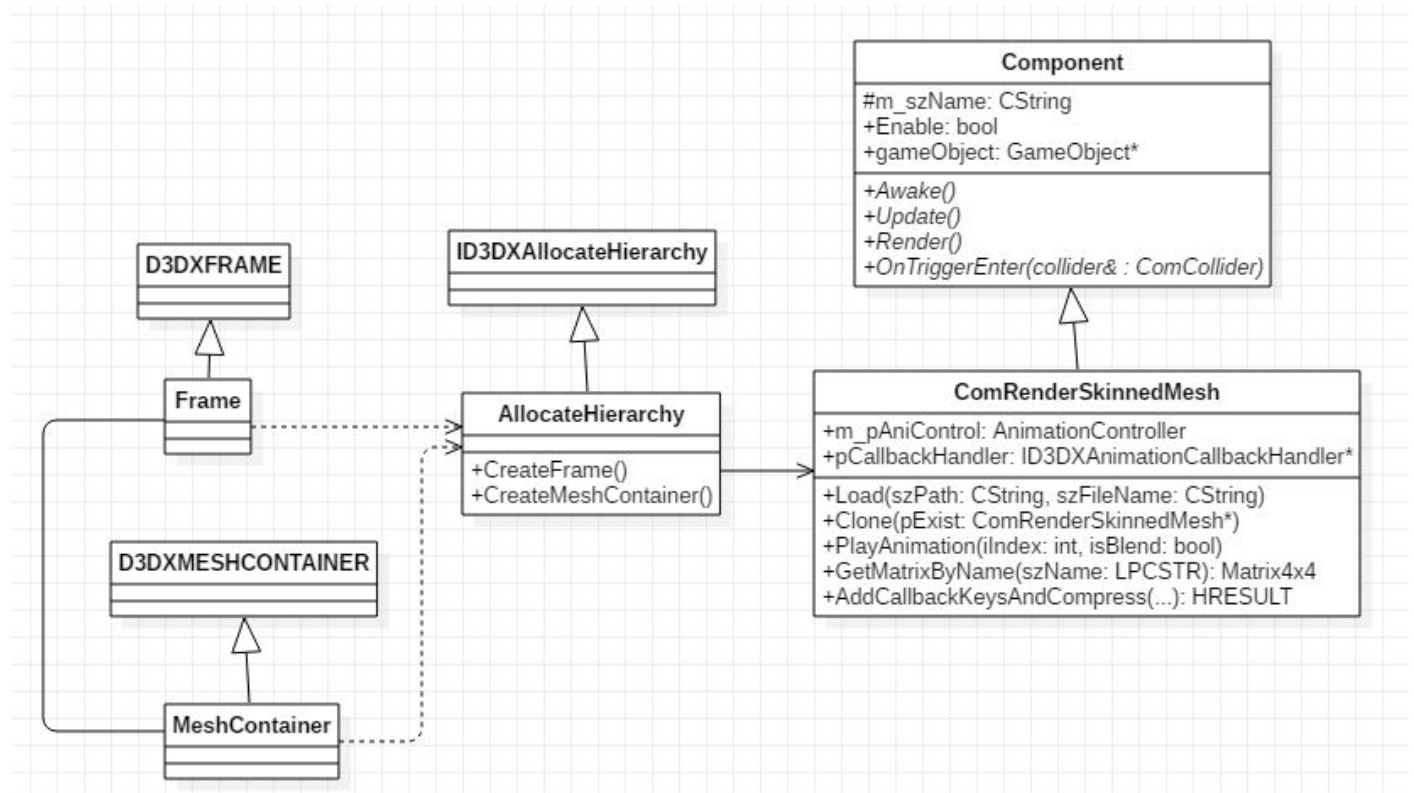 Component
#m_szName: CString
+Enable: bool
+gameObject: GameObject*
+Awake()
+Update()
+Render()
+OnTriggerEnter(collider& : ComCollider)
D3DXFRAME
ID3DXAllocateHierarchy
Frame
AllocateHierarchy
+CreateFrame()
+CreateMeshContainer()
ComRenderSkinnedMesh
+m_pAniControl: AnimationController
+pCallbackHandler: ID3DXAnimationCallbackHandler*
+Load(szPath: CString, szFileName: CString)
+Clone(pExist: ComRenderSkinnedMesh*)
+PlayAnimation(iIndex: int, isBlend: bool)
+GetMatrixByName(szName: LPCSTR): Matrix4x4
+AddCallbackKeysAndCompress(...): HRESULT
D3DXMESHCONTAINER
MeshContainer